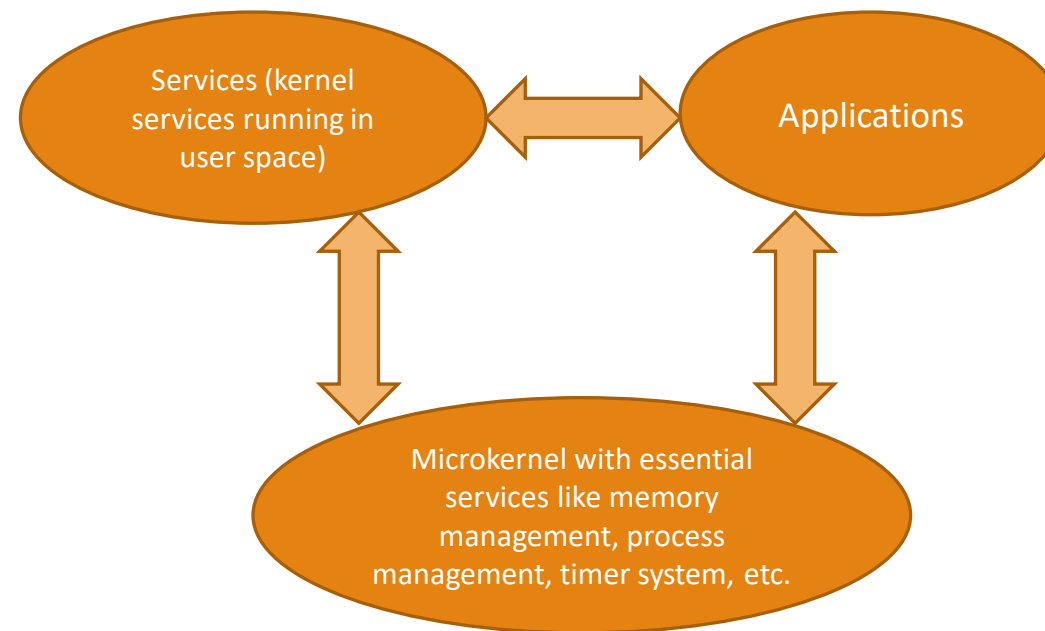 Services (kernel
services running in
user space)
Applications
Microkernel with essential
services like memory
management, process
management, timer system, etc.